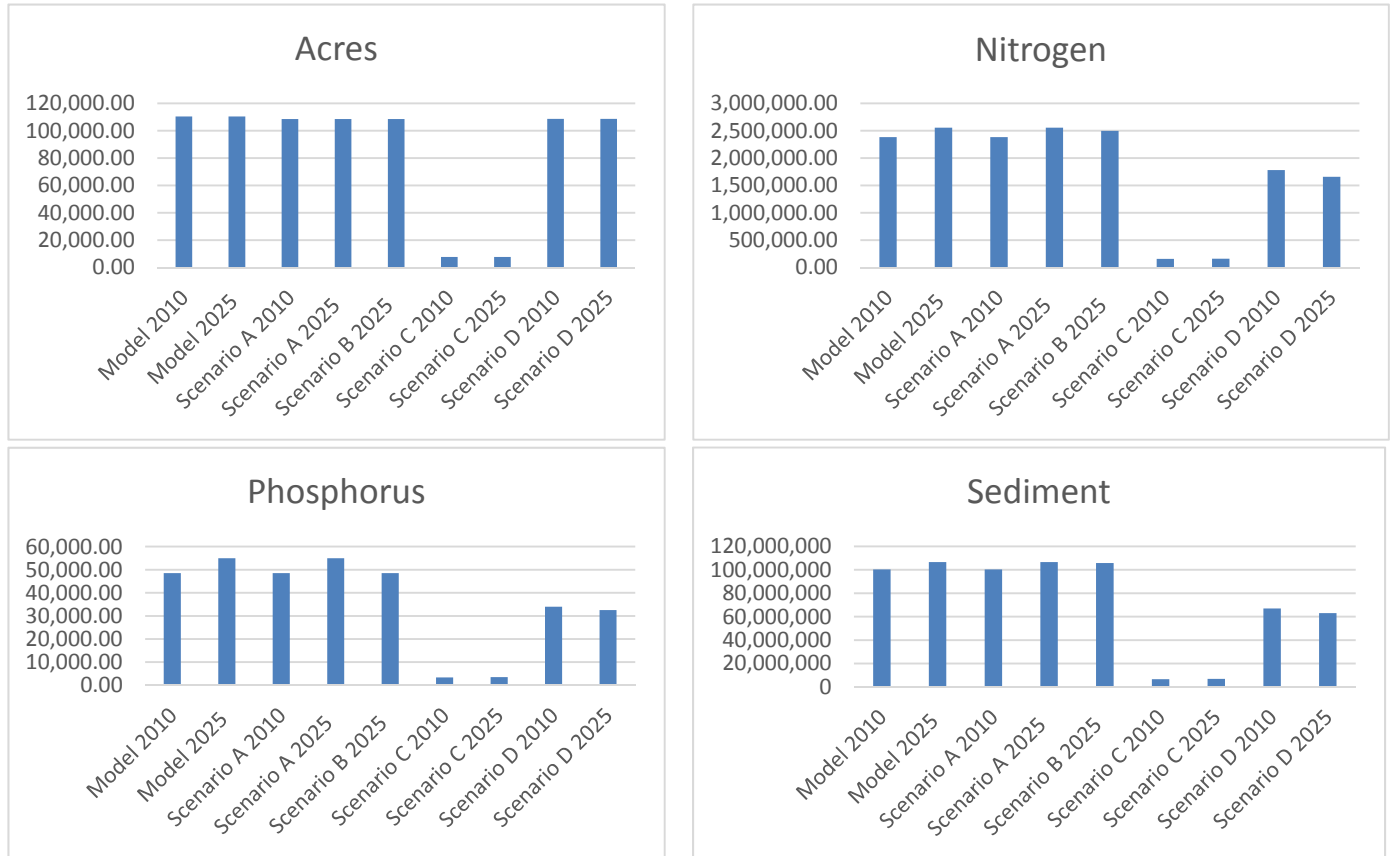 Acres
120,000.00
100,000.00
80,000.00
60,000.00
40,000.00
20,000.00
0.00
Model 2010
Model 2025
Scenario A 2010
Scenario A 2025
Scenario B 2025
Scenario C 2010
Scenario C 2025
Scenario D 2010
Scenario D 2025
Nitrogen
3,000,000.00
2,500,000.00
2,000,000.00
1,500,000.00
1,000,000.00
500,000.00
0.00
Model 2010
Model 2025
Scenario A 2010
Scenario A 2025
Scenario B 2025
Scenario C 2010
Scenario C 2025
Scenario D 2010
Scenario D 2025
Phosphorus
60,000.00
50,000.00
40,000.00
30,000.00
20,000.00
10,000.00
0.00
Model 2010
Model 2025
Scenario A 2010
Scenario A 2025
Scenario B 2025
Scenario C 2010
Scenario C 2025
Scenario D 2010
Scenario D 2025
Sediment
120,000,000
100,000,000
80,000,000
60,000,000
40,000,000
20,000,000
0
Model 2010
Model 2025
Scenario A 2010
Scenario A 2025
Scenario B 2025
Scenario C 2010
Scenario C 2025
Scenario D 2010
Scenario D 2025